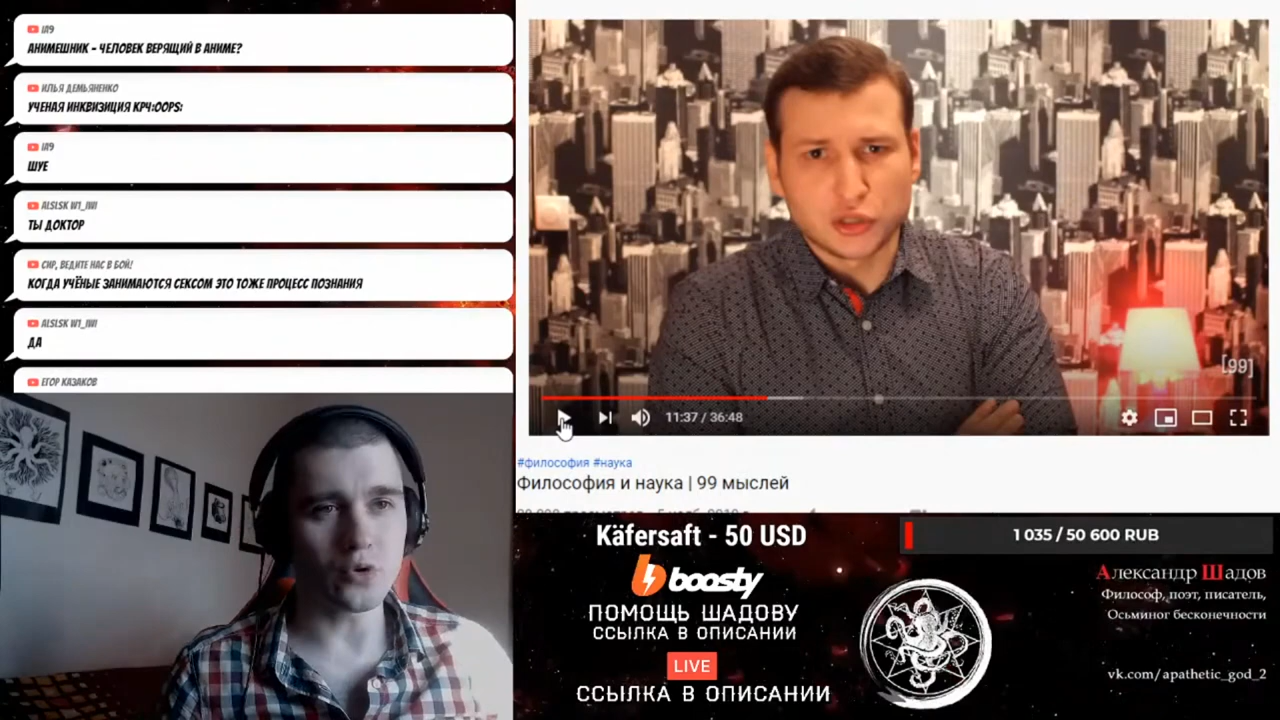 IA9
АНИМЕШНИК - ЧЕЛОВЕК ВЕРЯЩИЙ В АНИМЕ?
ИЛЬЯ ДЕМЬЯНЕНКО
УЧЕНАЯ ИНКВИЗИЦИЯ КРЧ:OOPS:
IA9
ШУЕ
ALSLSK W1_IWI
ТЫ ДОКТОР
СИР, ВЕДИТЕ НАС В БОЙ!
КОГДА УЧЁНЫЕ ЗАНИМАЮТСЯ СЕКСОМ ЭТО ТОЖЕ ПРОЦЕСС ПОЗНАНИЯ
ALSLSK W1_IWI
ДА
ЕГОР КАЗАКОВ
[99]
11:37 / 36:48
#философия #наука
Философия и наука | 99 мыслей
Käfersaft - 50 USD
boosty
ПОМОЩЬ ШАДОВУ
ССЫЛКА В ОПИСАНИИ
LIVE
ССЫЛКА В ОПИСАНИИ
1 035 / 50 600 RUB
Александр Шадов
Философ, поэт, писатель,
Осьминог бесконечности
vk.com/apathetic_god_2